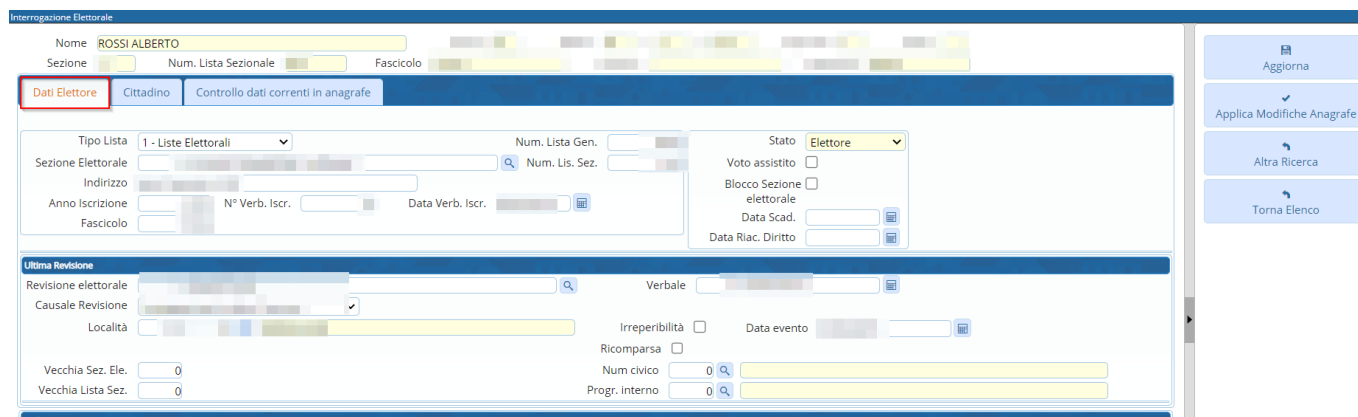 Interrogazione Elettorale
Nome ROSSI ALBERTO
Sezione Num. Lista Sezionale Fascicolo
Aggiorna
Dati Elettore Cittadino Controllo dati correnti in anagrafe
Applica Modifiche Anagrafe
Tipo Lista 1 - Liste Elettorali Num. Lista Gen. Stato Elettore
Altra Ricerca
Sezione Elettorale Num. Lis. Sez. Voto assistito
Indirizzo Blocco Sezione elettorale
Anno Iscrizione N° Verb. Iscr. Data Verb. Iscr.
Torna Elenco
Data Scad.
Fascicolo
Data Riac. Diritto
Ultima Revisione
Revisione elettorale Verbale
Causale Revisione
Località Irreperibilità Data evento
Ricomparsa
Vecchia Sez. Ele. 0 Num civico 0
Vecchia Lista Sez. 0 Progr. interno 0